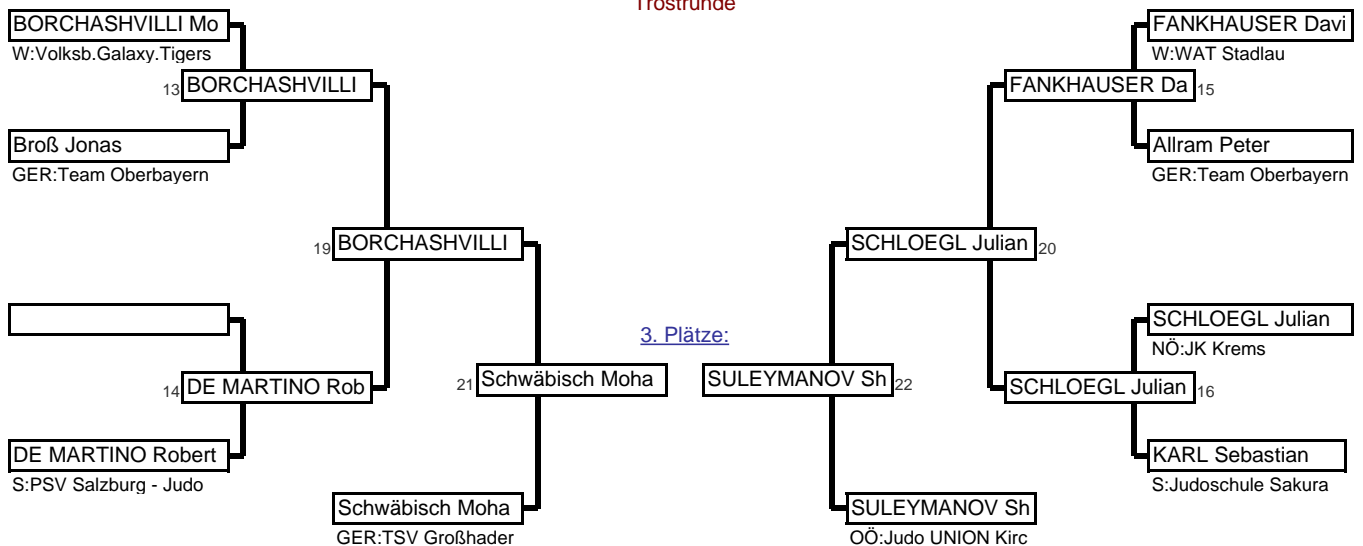 Trostrunde
BORCHASHVILLI Mo
W:Volksb.Galaxy.Tigers
13 BORCHASHVILLI
Broß Jonas
GER:Team Oberbayern
19 BORCHASHVILLI
14 DE MARTINO Rob
DE MARTINO Robert
S:PSV Salzburg - Judo
3. Plätze:
21 Schwäbisch Moha
Schwäbisch Moha
GER:TSV Großhader
FANKHAUSER Davi
W:WAT Stadlau
FANKHAUSER Da 15
Allram Peter
GER:Team Oberbayern
SCHLOEGL Julian 20
SCHLOEGL Julian
NÖ:JK Krems
SULEYMANOV Sh 22
SCHLOEGL Julian 16
KARL Sebastian
S:Judoschule Sakura
SULEYMANOV Sh
OÖ:Judo UNION Kirc